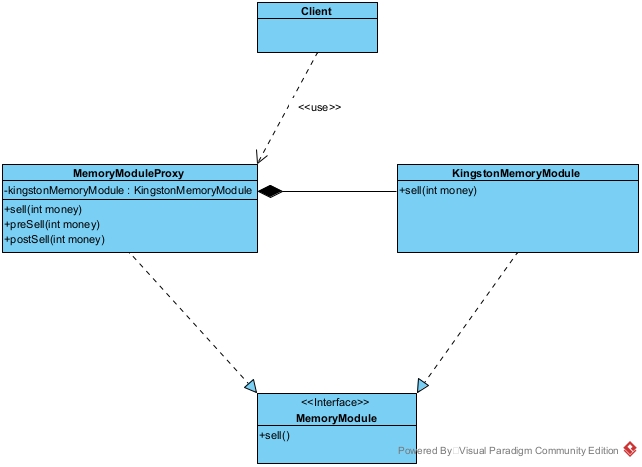 Client
<<use>>
MemoryModuleProxy
-kingstonMemoryModule : KingstonMemoryModule
+sell(int money)
+preSell(int money)
+postSell(int money)
KingstonMemoryModule
+sell(int money)
<<Interface>>
MemoryModule
+sell()
Powered By Visual Paradigm Community Edition